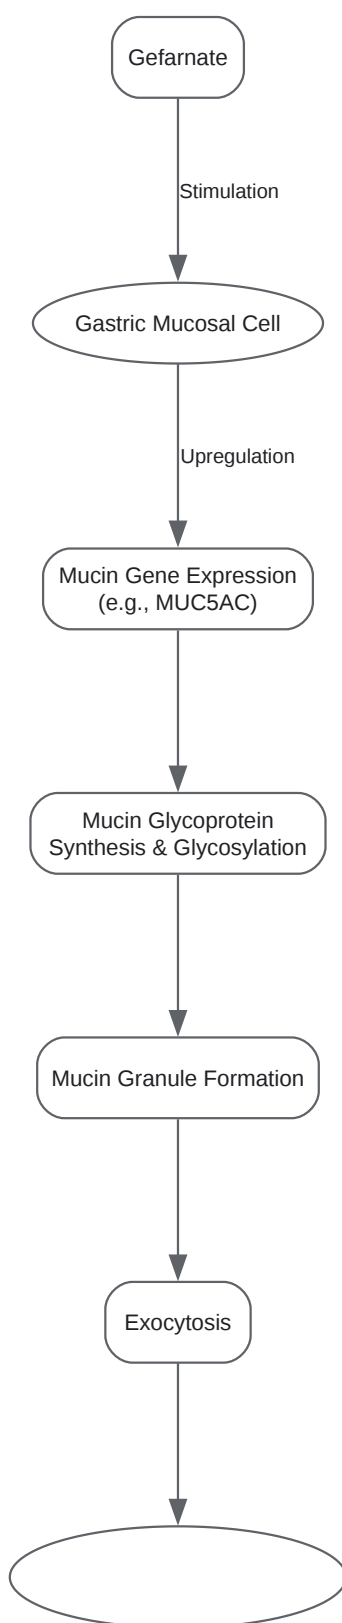 Gefarnate
Stimulation
Gastric Mucosal Cell
Upregulation
Mucin Gene Expression
(e.g., MUC5AC)
Mucin Glycoprotein
Synthesis & Glycosylation
Mucin Granule Formation
Exocytosis